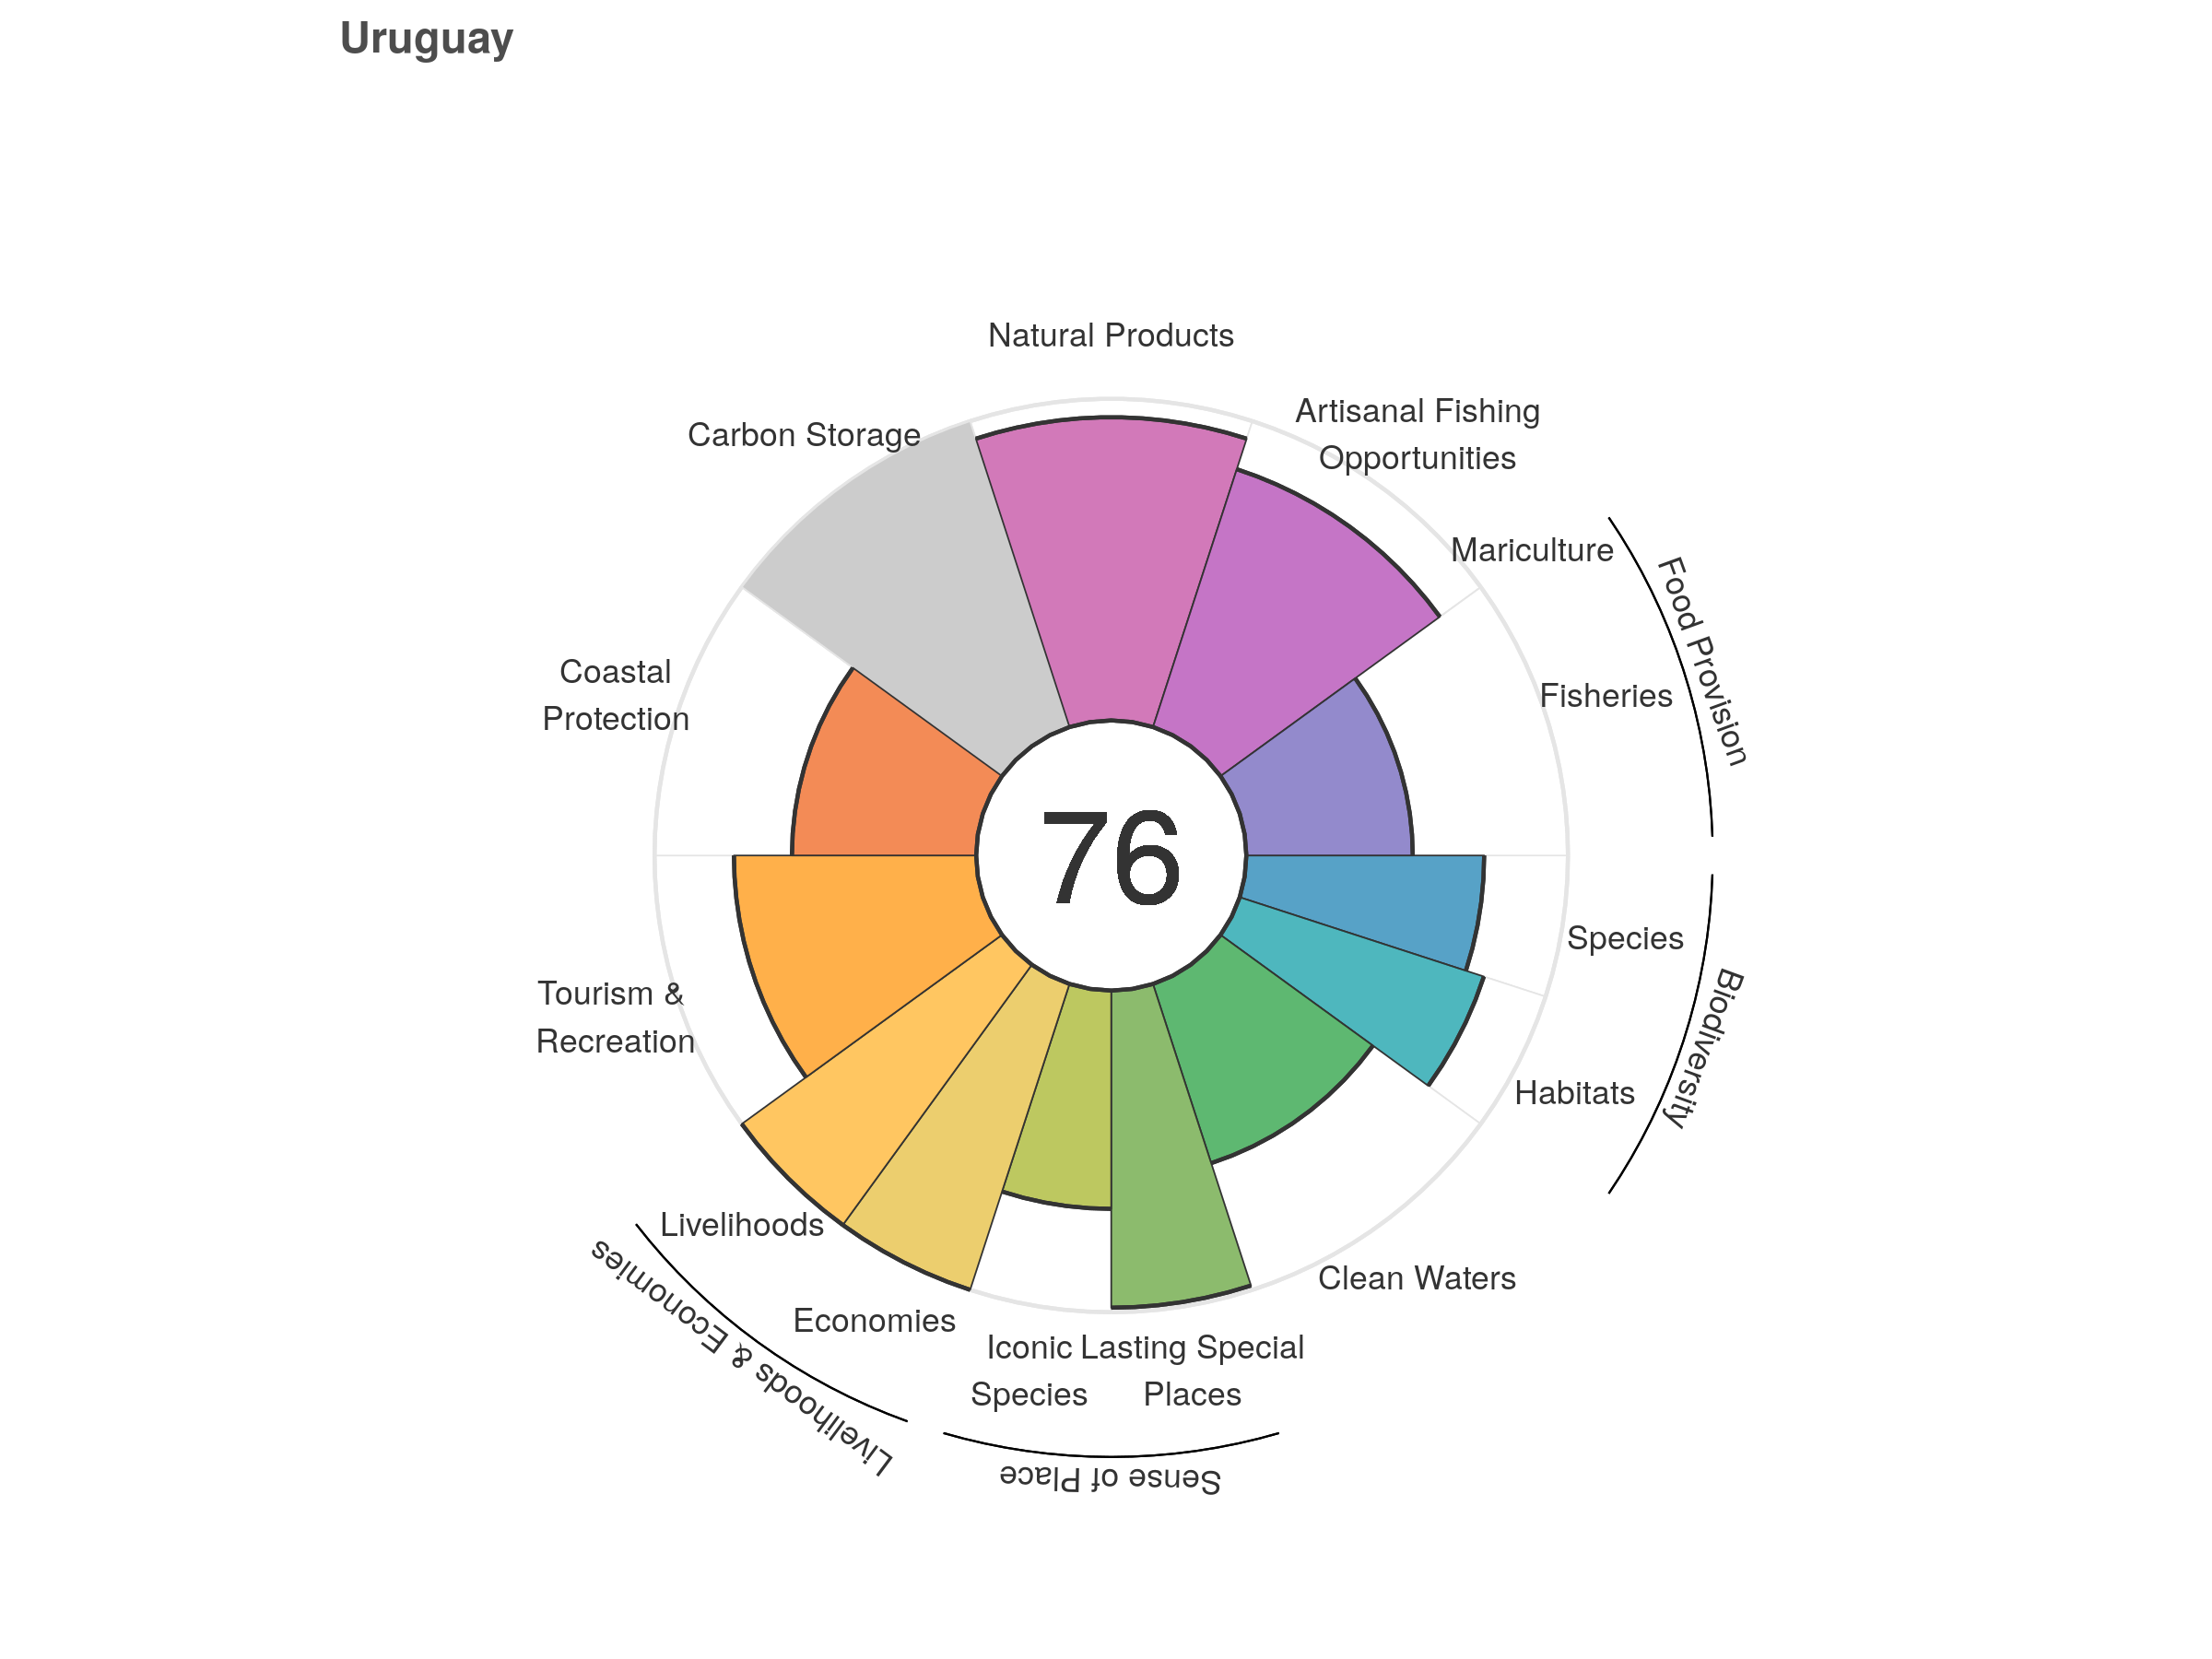 Uruguay
Natural Products
Artisanal Fishing
Opportunities
Carbon Storage
Mariculture
Food Provision
Fisheries
Coastal
Protection
76
Species
Biodiversity
Habitats
Tourism &
Recreation
Livelihoods
Clean Waters
Economies
Livelihoods & Economies
Iconic
Species
Lasting Special
Places
Sense of Place